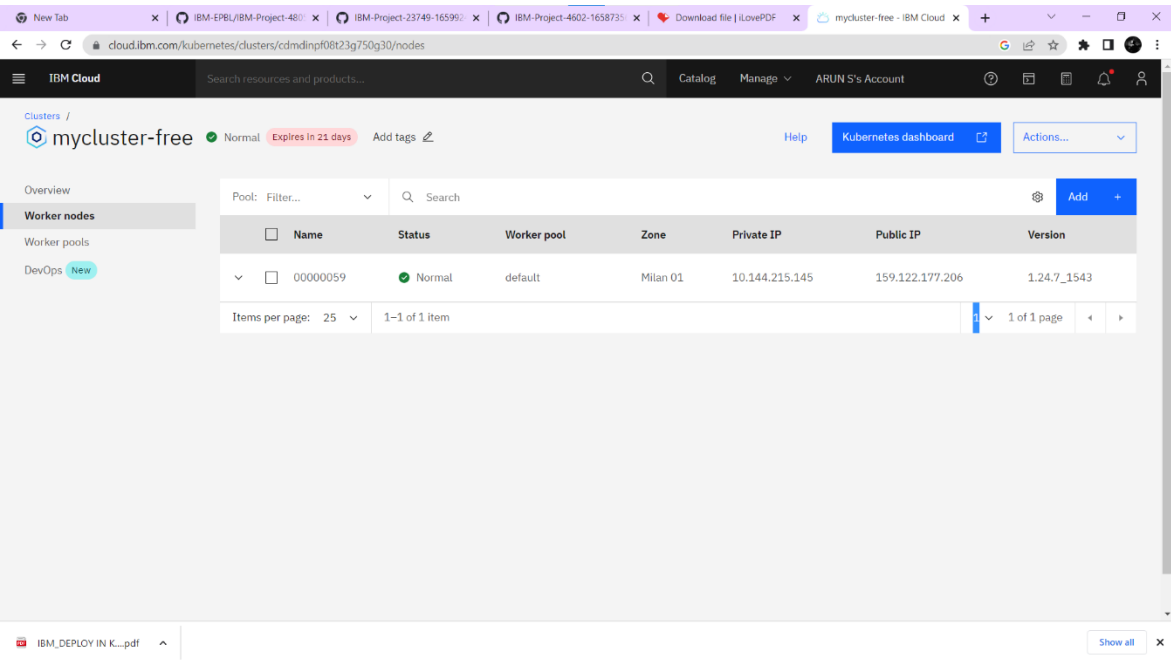 New Tab
IBM-EPBL/IBM-Project-480
IBM-Project-23749-165992
IBM-Project-4602-1658735
Download file | iLovePDF
mycluster-free - IBM Cloud
cloud.ibm.com/kubernetes/clusters/cdmdinpf08t23g750g30/nodes
IBM Cloud
Search resources and products...
Catalog
Manage
ARUN S's Account
Clusters /
mycluster-free
Normal
Expires in 21 days
Add tags
Help
Kubernetes dashboard
Actions...
Overview
Worker nodes
Worker pools
DevOps New
Pool: Filter...
Search
Add +
Name Status Worker pool Zone Private IP Public IP Version
00000059 Normal default Milan 01 10.144.215.145 159.122.177.206 1.24.7_1543
Items per page: 25
1–1 of 1 item
1
1 of 1 page
IBM_DEPLOY IN K....pdf
Show all